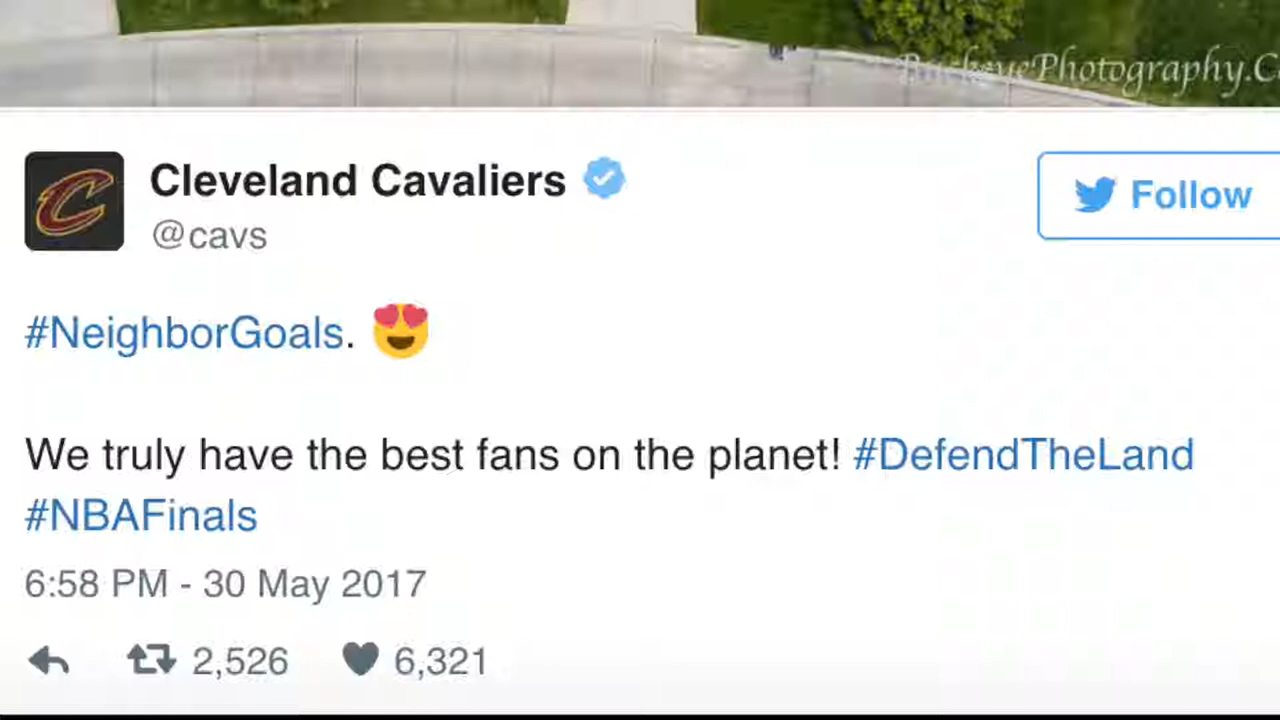 BuckeyePhotography.C
Cleveland Cavaliers
@cavs
Follow
#NeighborGoals. 😍
We truly have the best fans on the planet! #DefendTheLand
#NBAFinals
6:58 PM - 30 May 2017
2,526 6,321